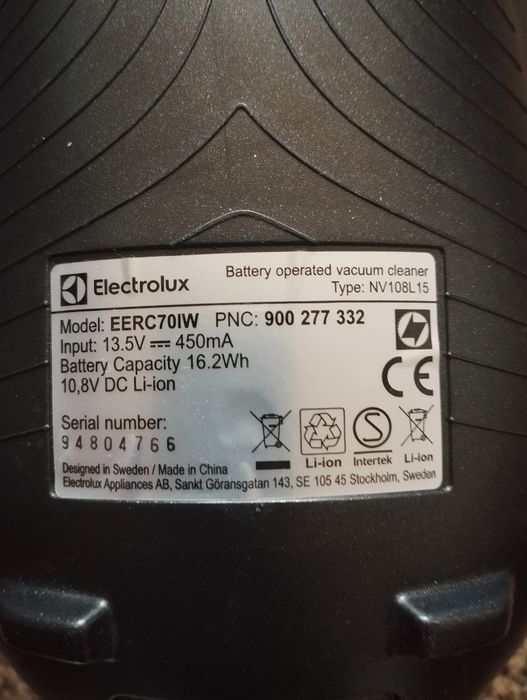 Electrolux
Battery operated vacuum cleaner
Type: NV108L15
Model: EERC70IW PNC: 900 277 332
Input: 13.5V ⎓ 450mA
Battery Capacity 16.2Wh
10,8V DC Li-ion
CE
Serial number:
94804766
S
Li-ion Intertek Li-ion
Designed in Sweden / Made in China
Electrolux Appliances AB, Sankt Göransgatan 143, SE 105 45 Stockholm, Sweden